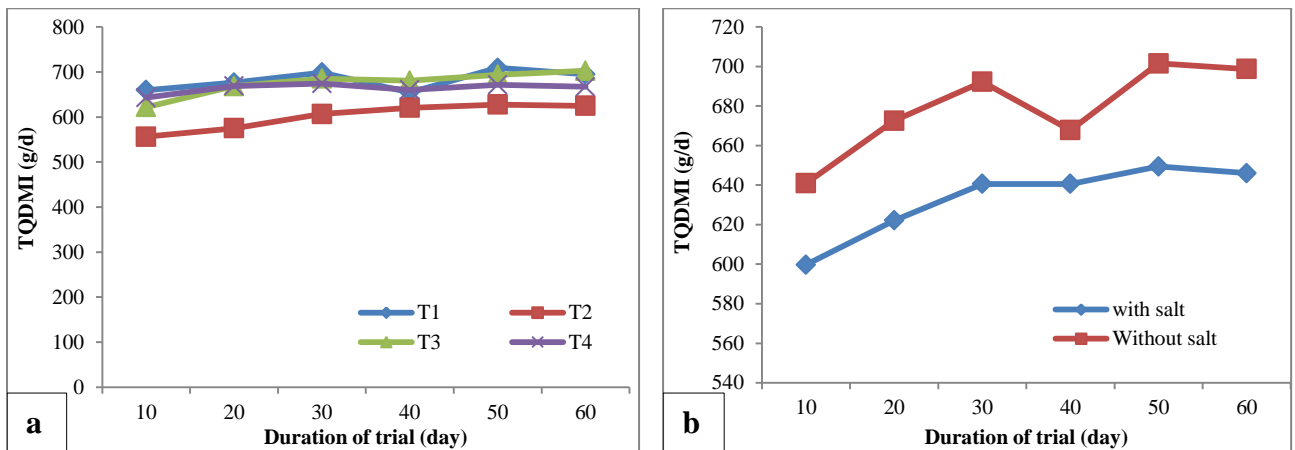 TQDMI (g/d)
800
700
600
500
400
300
200
100
0
10 20 30 40 50 60
Duration of trial (day)
T1 T2
T3 T4
a
TQDMI (g/d)
720
700
680
660
640
620
600
580
560
540
10 20 30 40 50 60
Duration of trial (day)
with salt
Without salt
b